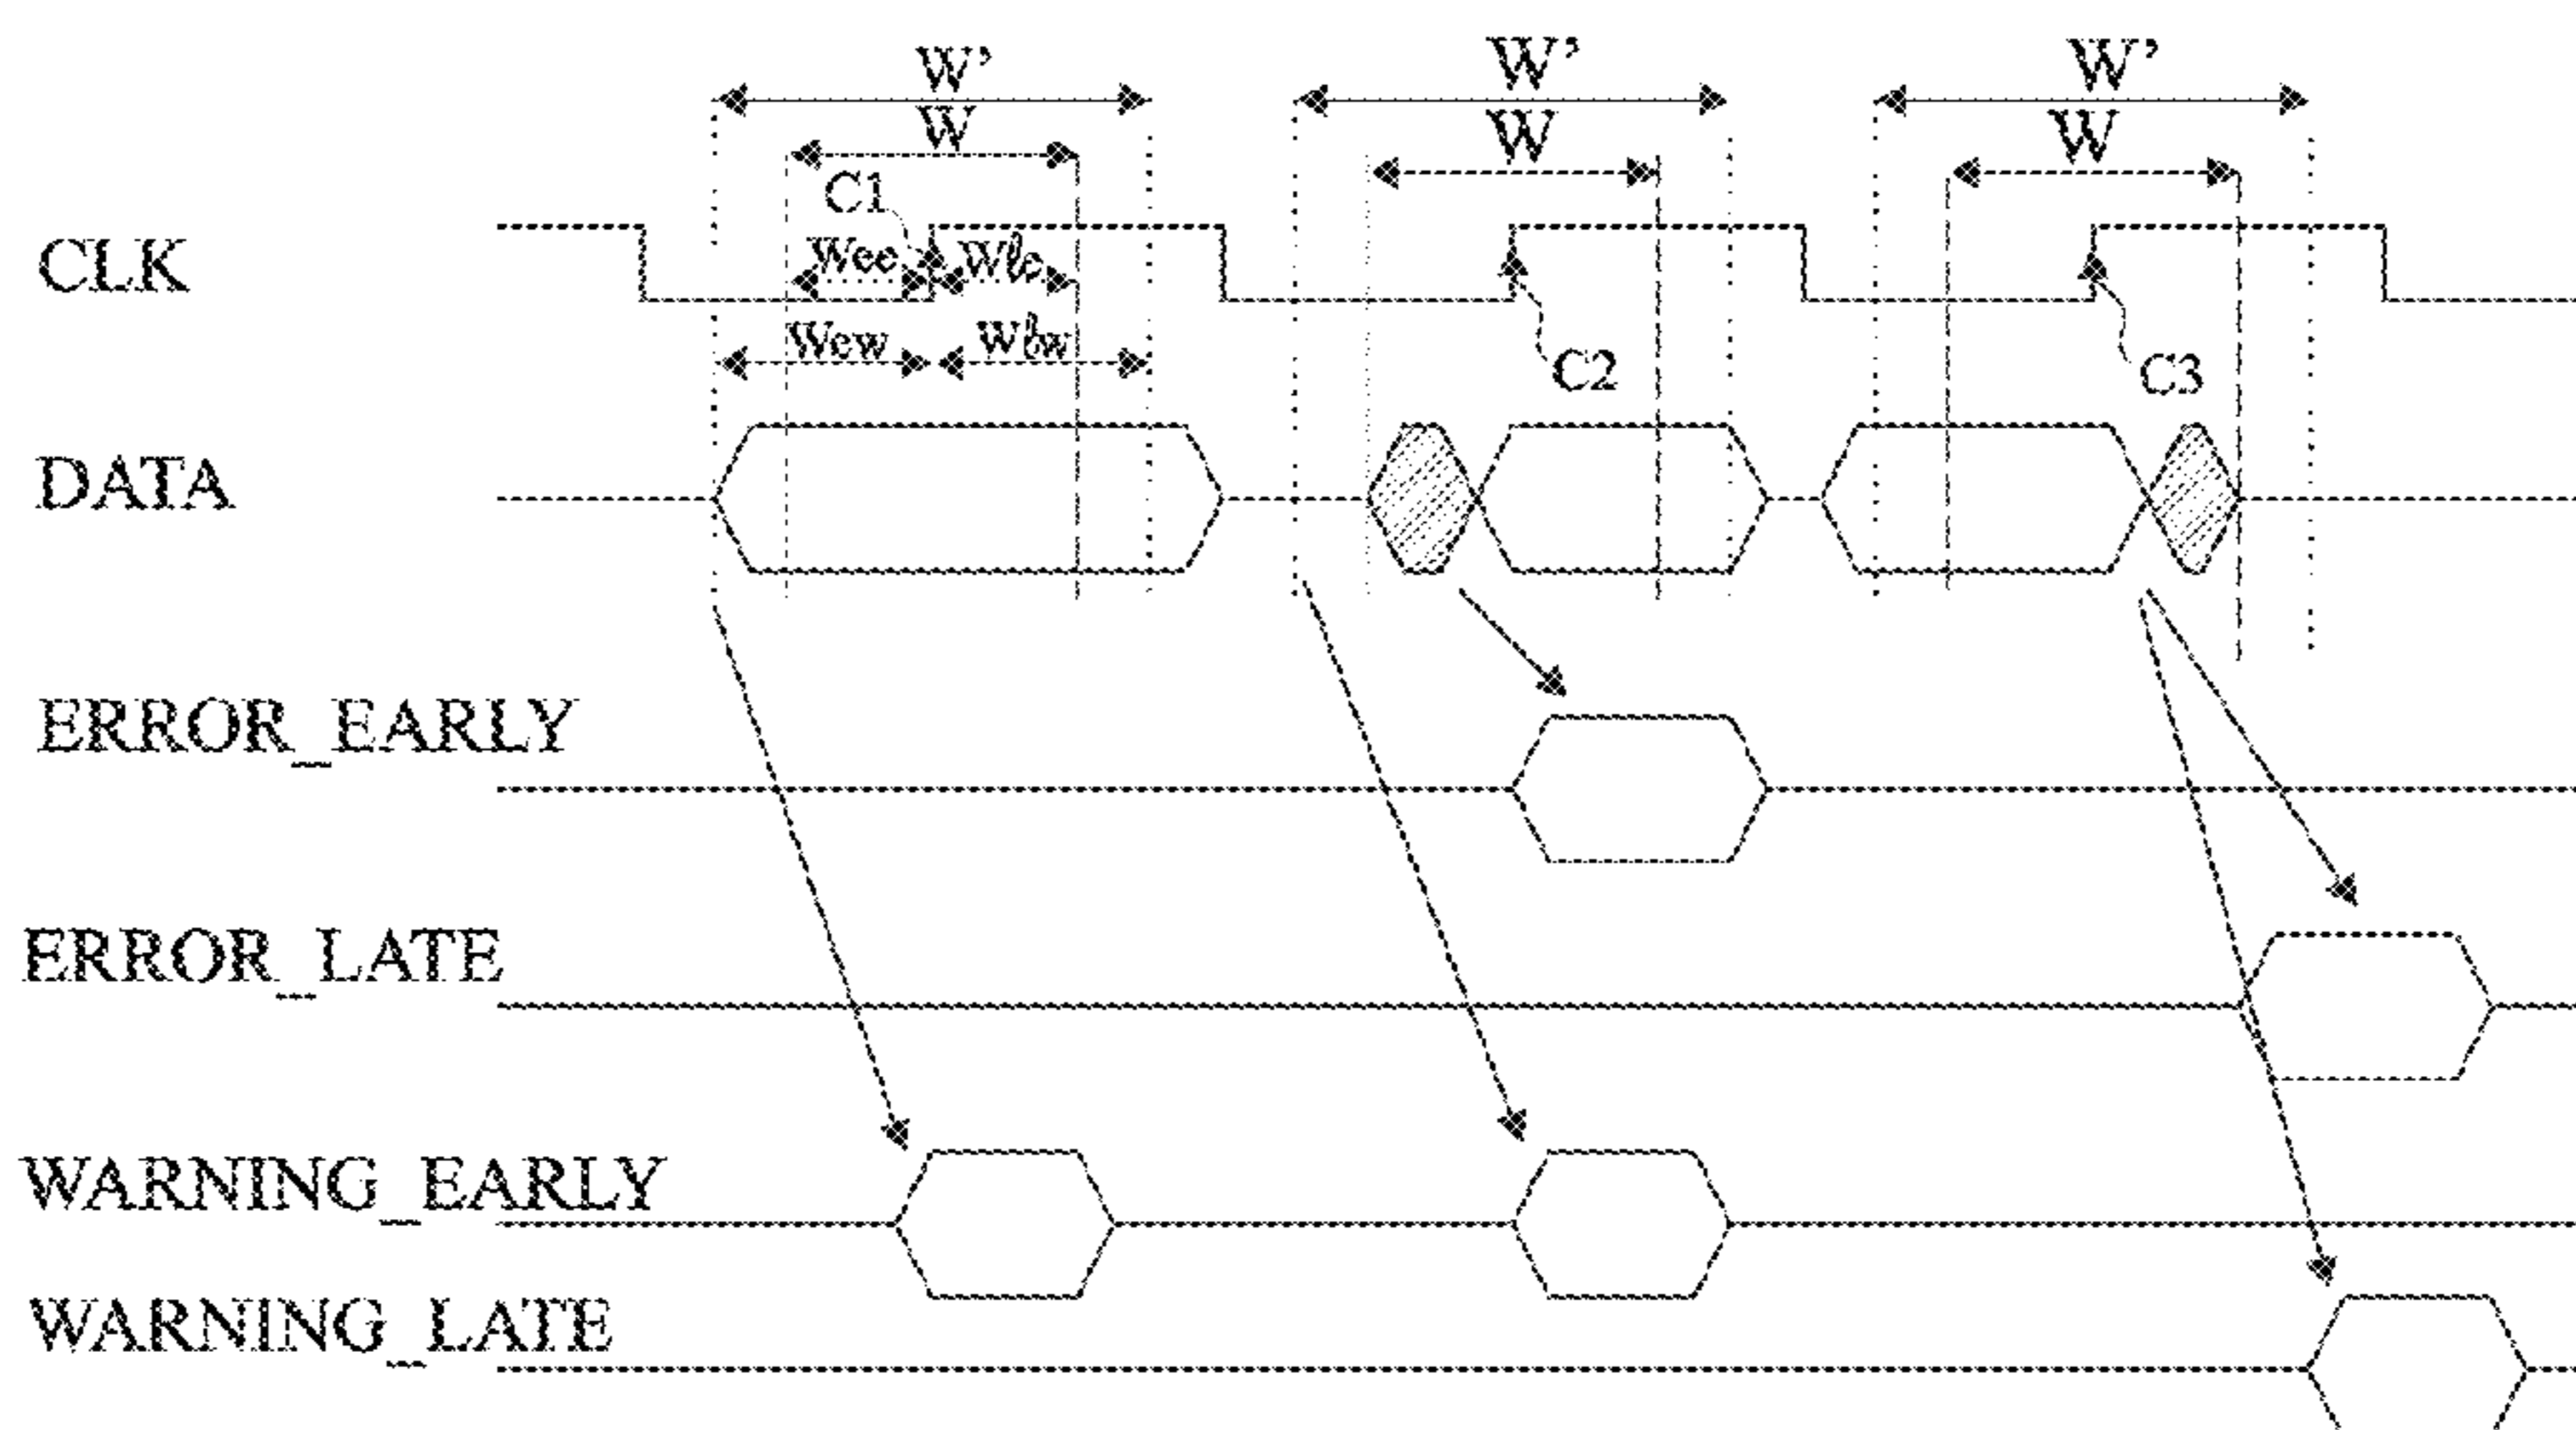 W' W' W'
W W W
C1
CLK Wee Wℓe
Wew Wℓw
C2 C3
DATA
ERROR_EARLY
ERROR_LATE
WARNING_EARLY
WARNING_LATE